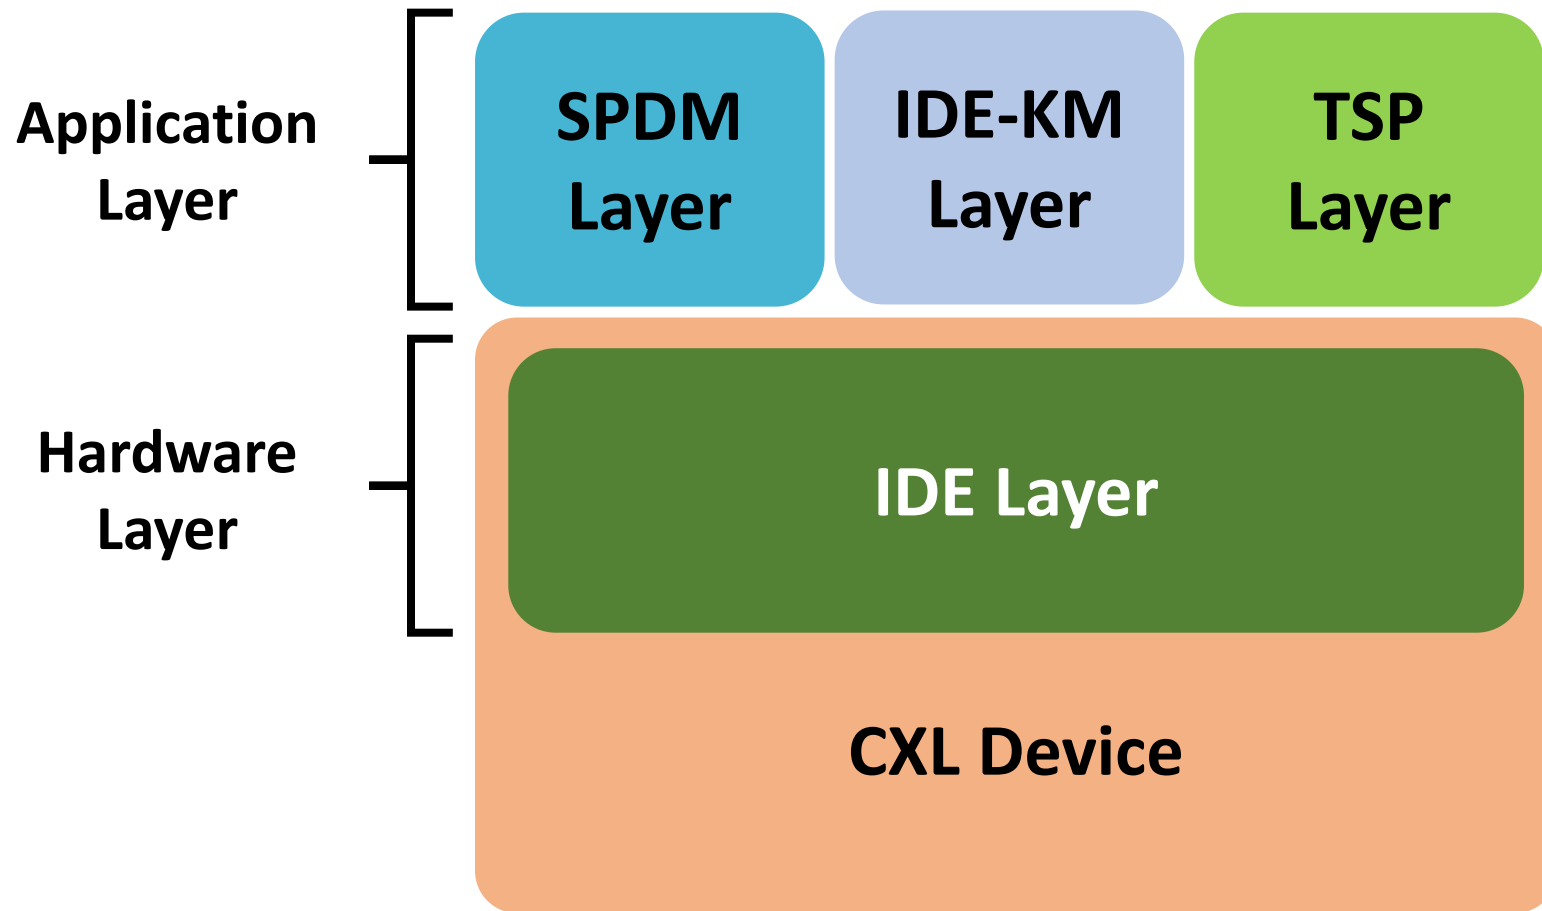 Application
Layer
SPDM
Layer
IDE-KM
Layer
TSP
Layer
Hardware
Layer
IDE Layer
CXL Device